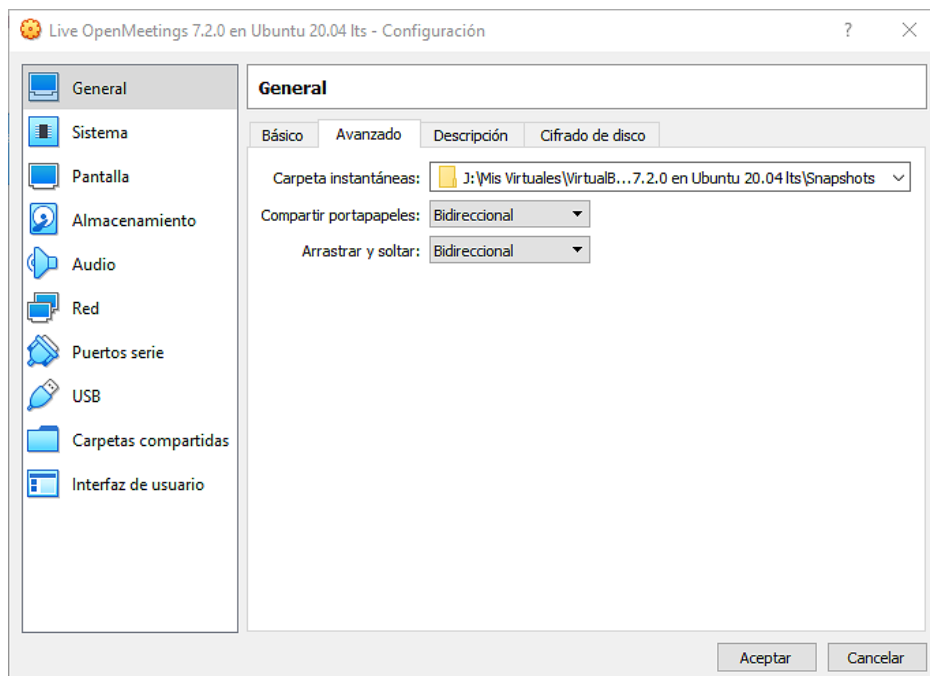 Live OpenMeetings 7.2.0 en Ubuntu 20.04 lts - Configuración
?
General
Sistema
Pantalla
Almacenamiento
Audio
Red
Puertos serie
USB
Carpetas compartidas
Interfaz de usuario
General
Básico Avanzado Descripción Cifrado de disco
Carpeta instantáneas: J:\Mis Virtuales\VirtualB...7.2.0 en Ubuntu 20.04 lts\Snapshots
Compartir portapapeles: Bidireccional
Arrastrar y soltar: Bidireccional
Aceptar Cancelar